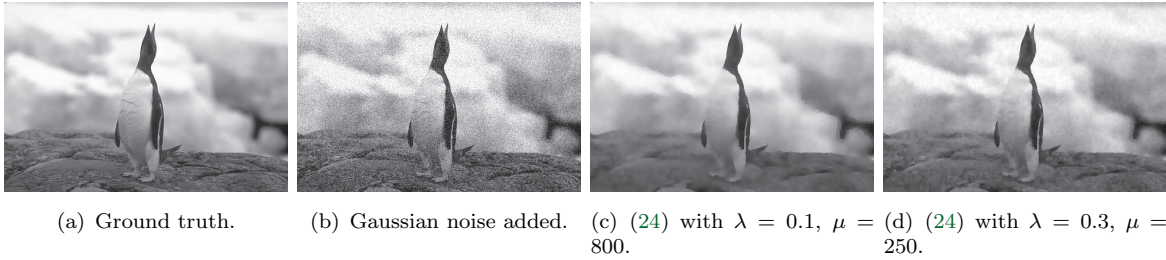 (a) Ground truth.
(b) Gaussian noise added.
(c) (24) with λ = 0.1, μ =
800.
(d) (24) with λ = 0.3, μ =
250.